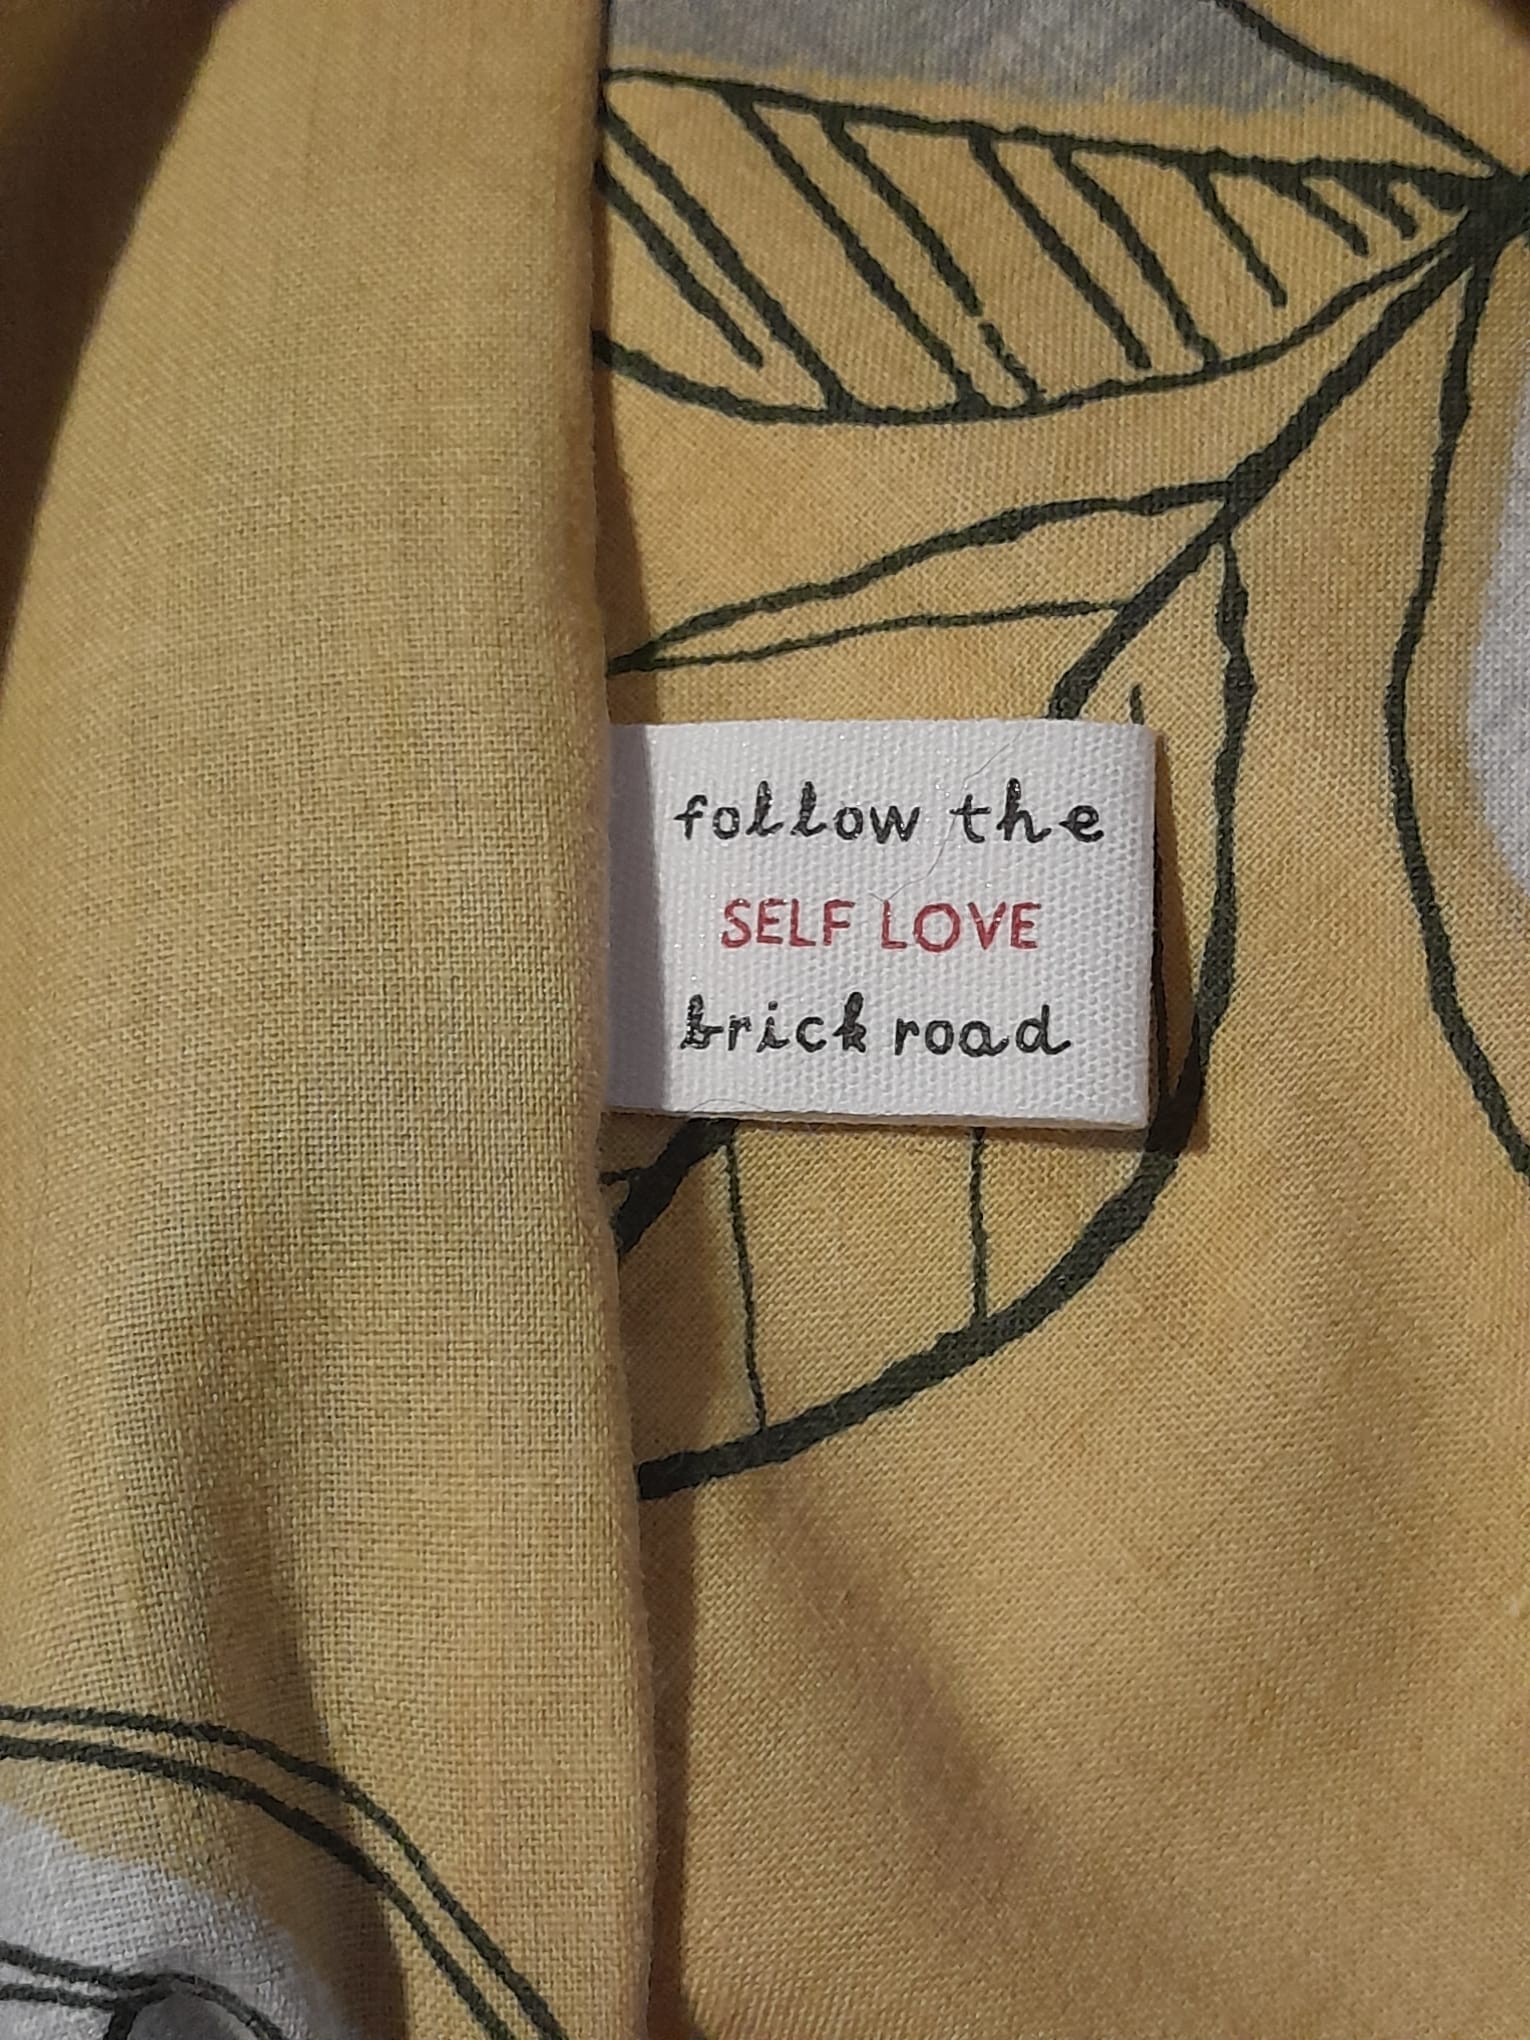 follow the
SELF LOVE
brick road